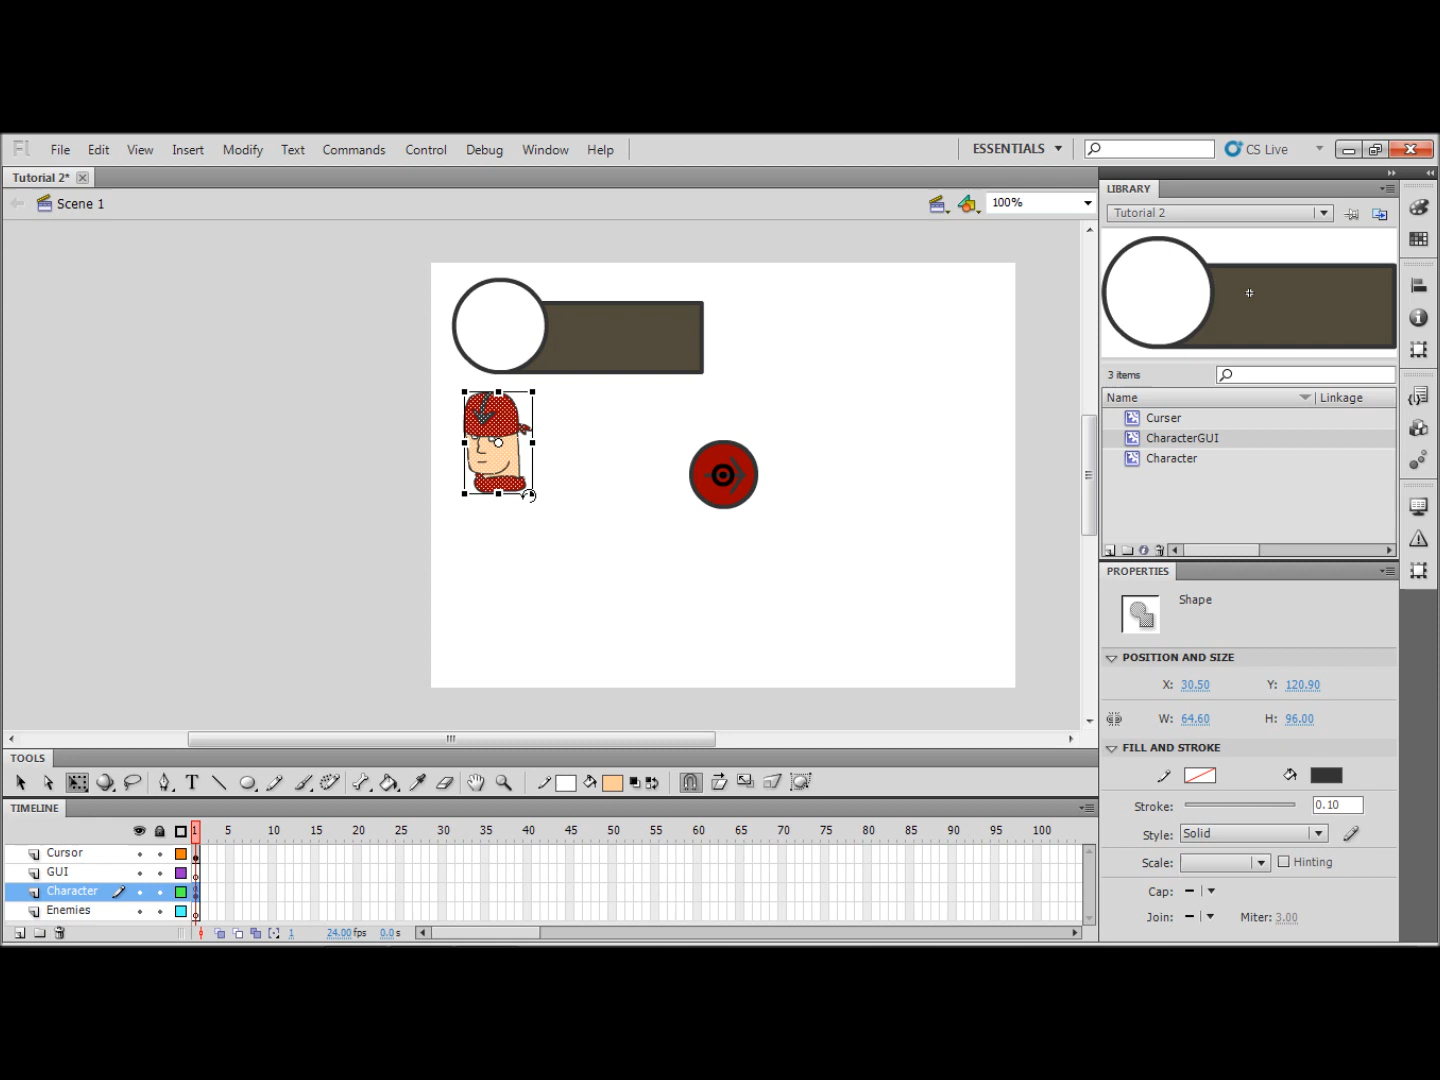 Fl File Edit View Insert Modify Text Commands Control Debug Window Help ESSENTIALS CS Live
Tutorial 2*
Scene 1 100%
LIBRARY
Tutorial 2
3 items
Name Linkage
Curser
CharacterGUI
Character
PROPERTIES
Shape
POSITION AND SIZE
X: 30.50 Y: 120.90
W: 64.60 H: 96.00
FILL AND STROKE
Stroke: 0.10
Style: Solid
Scale: Hinting
Cap:
Join: Miter: 3.00
TOOLS
T
TIMELINE
1 5 10 15 20 25 30 35 40 45 50 55 60 65 70 75 80 85 90 95 100
Cursor
GUI
Character
Enemies
1 24.00 fps 0.0 s